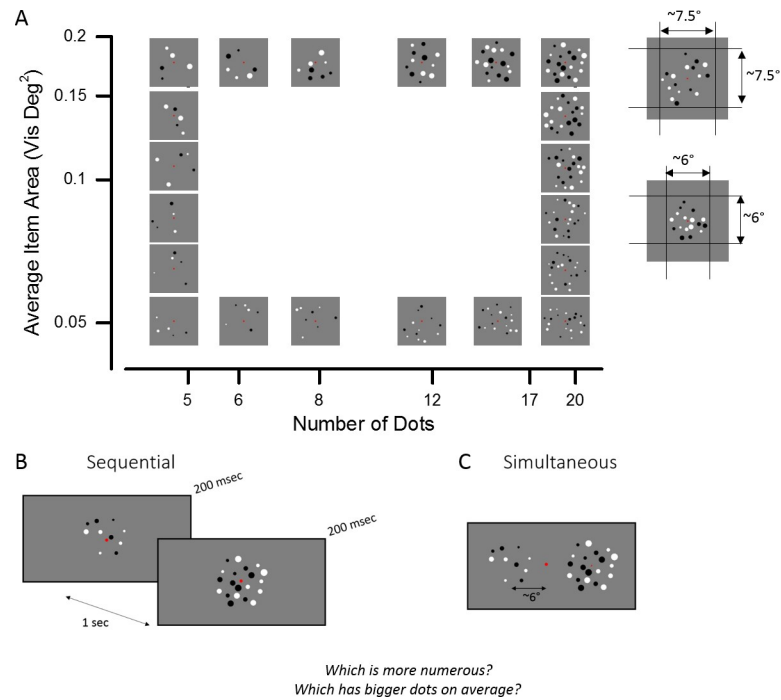 A
Average Item Area (Vis Deg²)
0.2
0.15
0.1
0.05
5 6 8 12 17 20
Number of Dots
~7.5°
~7.5°
~6°
~6°
B Sequential
200 msec
200 msec
1 sec
C Simultaneous
~6°
Which is more numerous?
Which has bigger dots on average?